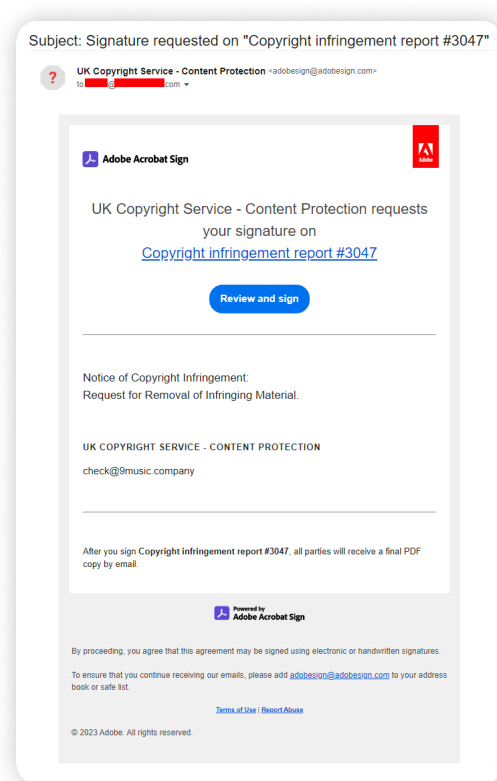 Subject: Signature requested on "Copyright infringement report #3047"
?
UK Copyright Service - Content Protection <adobesign@adobesign.com>
to @ .com
Adobe Acrobat Sign
Adobe
UK Copyright Service - Content Protection requests
your signature on
Copyright infringement report #3047
Review and sign
Notice of Copyright Infringement:
Request for Removal of Infringing Material.
UK COPYRIGHT SERVICE - CONTENT PROTECTION
check@9music.company
After you sign Copyright infringement report #3047, all parties will receive a final PDF
copy by email.
Powered by
Adobe Acrobat Sign
By proceeding, you agree that this agreement may be signed using electronic or handwritten signatures.
To ensure that you continue receiving our emails, please add adobesign@adobesign.com to your address
book or safe list.
Terms of Use | Report Abuse
© 2023 Adobe. All rights reserved.